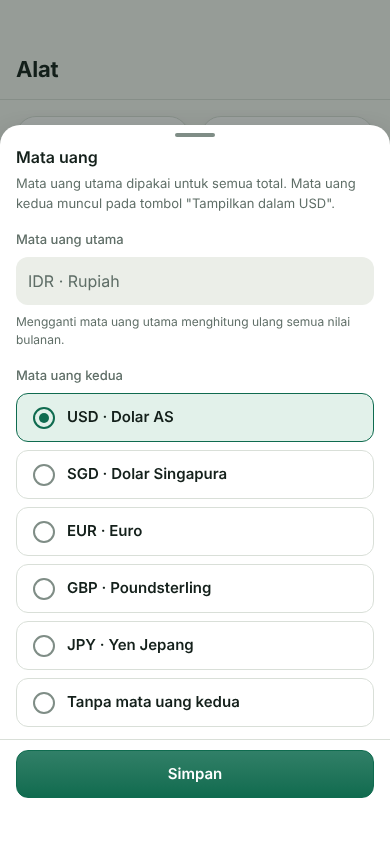 Alat
Mata uang
Mata uang utama dipakai untuk semua total. Mata uang
kedua muncul pada tombol "Tampilkan dalam USD".
Mata uang utama
IDR · Rupiah
Mengganti mata uang utama menghitung ulang semua nilai
bulanan.
Mata uang kedua
USD · Dolar AS
SGD · Dolar Singapura
EUR · Euro
GBP · Poundsterling
JPY · Yen Jepang
Tanpa mata uang kedua
Simpan